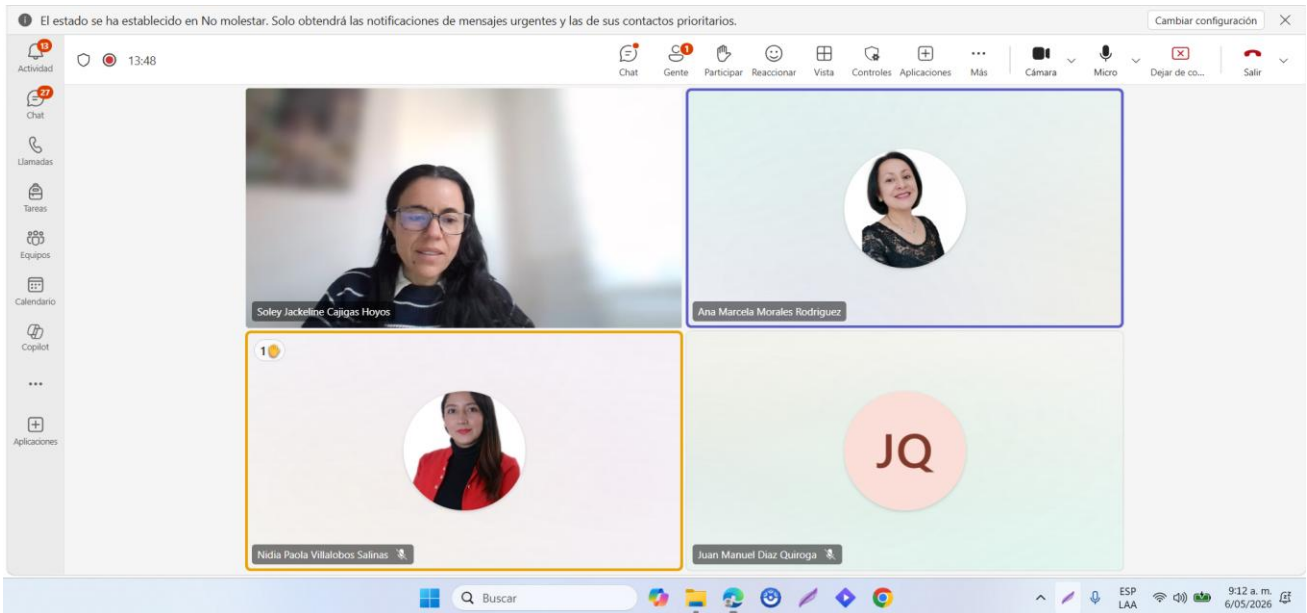 El estado se ha establecido en No molestar. Solo obtendrá las notificaciones de mensajes urgentes y las de sus contactos prioritarios.
Cambiar configuración
13
Actividad
13:48
Chat
1
Gente
Participar
Reaccionar
Vista
Controles
Aplicaciones
Más
Cámara
Micro
Dejar de co...
Salir
27
Chat
Llamadas
Tareas
Equipos
Calendario
Copilot
Aplicaciones
Soley Jackeline Cajigas Hoyos
Ana Marcela Morales Rodriguez
1
JQ
Nidia Paola Villalobos Salinas
Juan Manuel Diaz Quiroga
Buscar
ESP
LAA
9:12 a. m.
6/05/2026